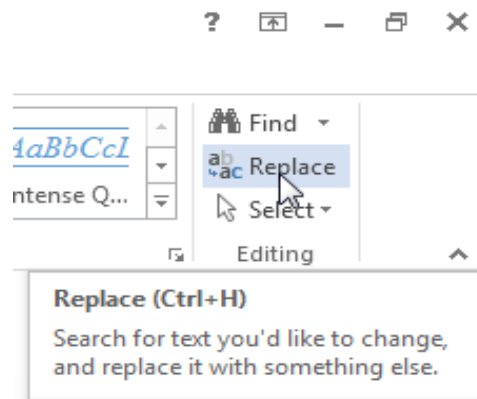 ?
AaBbCcI
Intense Q...
Find
Replace
Select
Editing
Replace (Ctrl+H)
Search for text you'd like to change,
and replace it with something else.